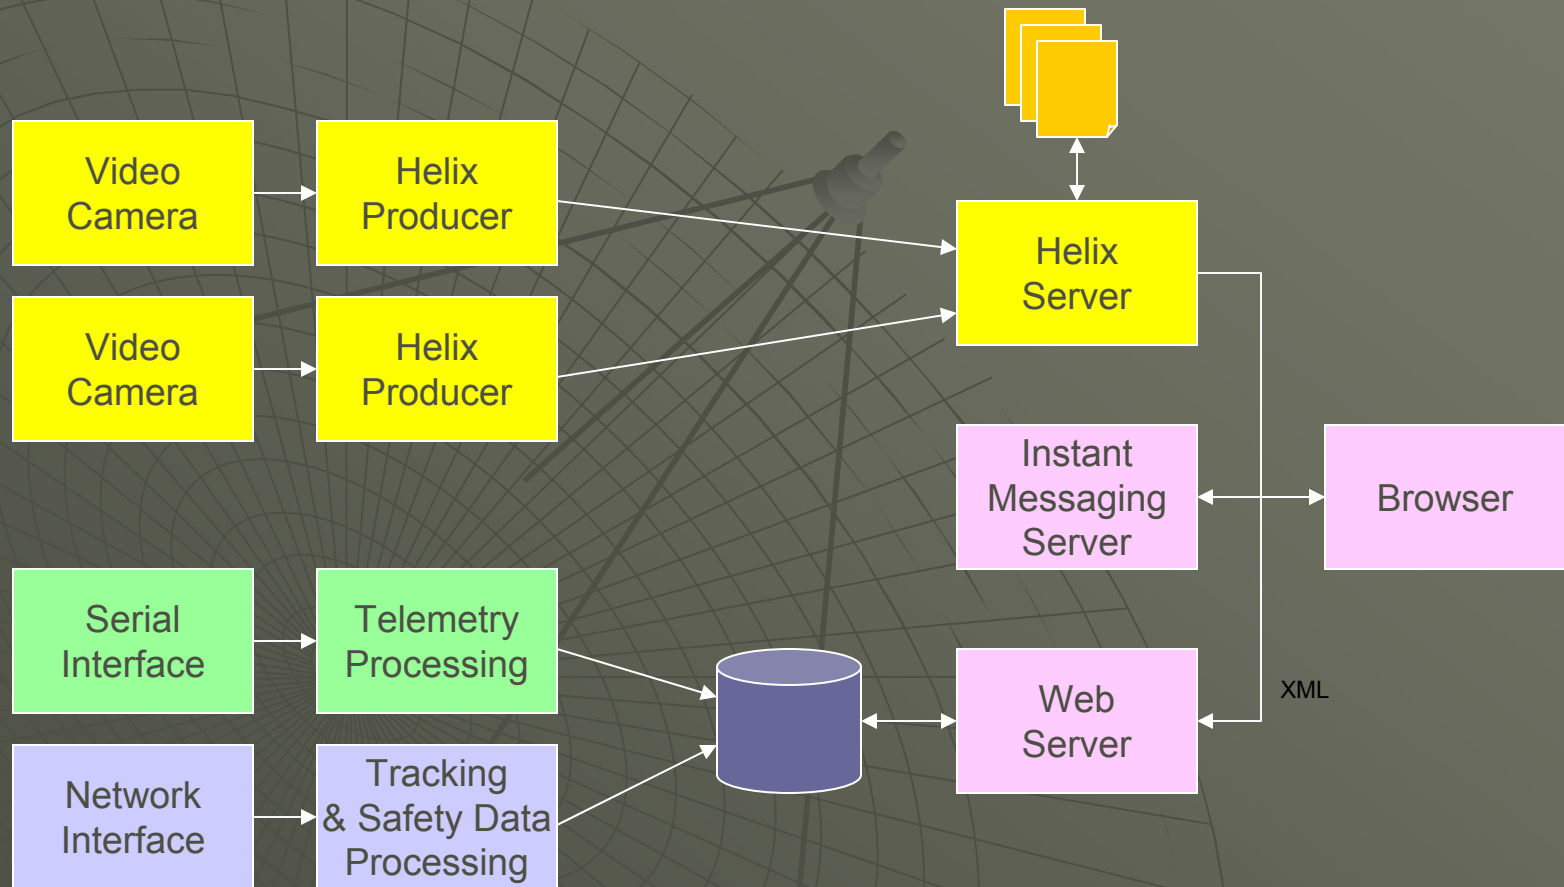 Video
Camera
Helix
Producer
Helix
Server
Video
Camera
Helix
Producer
Instant
Messaging
Server
Browser
Serial
Interface
Telemetry
Processing
Web
Server
XML
Network
Interface
Tracking
& Safety Data
Processing